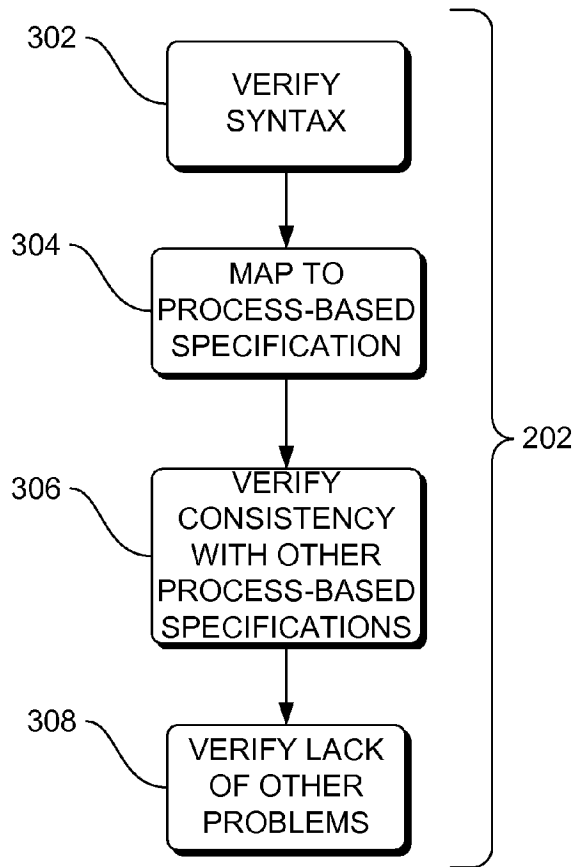 302
VERIFY
SYNTAX
304
MAP TO
PROCESS-BASED
SPECIFICATION
202
306
VERIFY
CONSISTENCY
WITH OTHER
PROCESS-BASED
SPECIFICATIONS
308
VERIFY LACK
OF OTHER
PROBLEMS